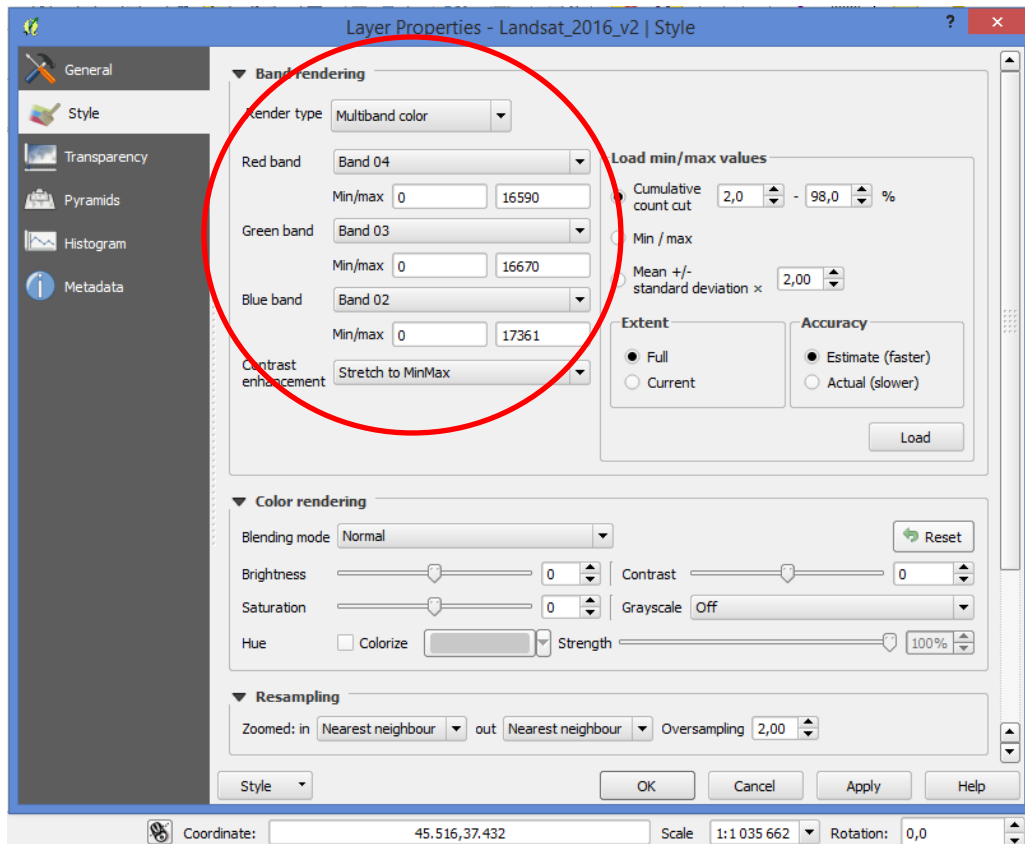 Layer Properties - Landsat_2016_v2 | Style ? ×
General
Style
Transparency
Pyramids
Histogram
Metadata
Band rendering
Render type Multiband color
Red band Band 04
Min/max 0 16590
Green band Band 03
Min/max 0 16670
Blue band Band 02
Min/max 0 17361
Contrast enhancement Stretch to MinMax
Load min/max values
Cumulative count cut 2,0 - 98,0 %
Min / max
Mean +/-
standard deviation × 2,00
Extent
Full
Current
Accuracy
Estimate (faster)
Actual (slower)
Load
Color rendering
Blending mode Normal Reset
Brightness 0 Contrast 0
Saturation 0 Grayscale Off
Hue Colorize Strength 100%
Resampling
Zoomed: in Nearest neighbour out Nearest neighbour Oversampling 2,00
Style OK Cancel Apply Help
Coordinate: 45.516,37.432 Scale 1:1 035 662 Rotation: 0,0